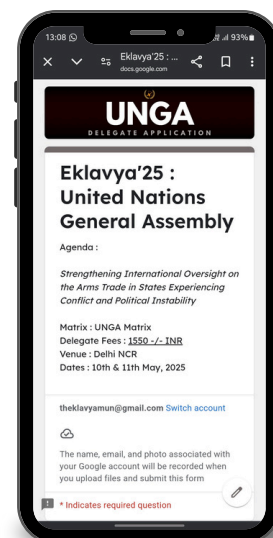 13:08
93%
Eklavya'25 : ...
docs.google.com
UNGA
DELEGATE APPLICATION
Eklavya'25 :
United Nations
General Assembly
Agenda :
Strengthening International Oversight on
the Arms Trade in States Experiencing
Conflict and Political Instability
Matrix : UNGA Matrix
Delegate Fees : 1550 -/- INR
Venue : Delhi NCR
Dates : 10th & 11th May, 2025
theklavyamun@gmail.com Switch account
The name, email, and photo associated with
your Google account will be recorded when
you upload files and submit this form
* Indicates required question